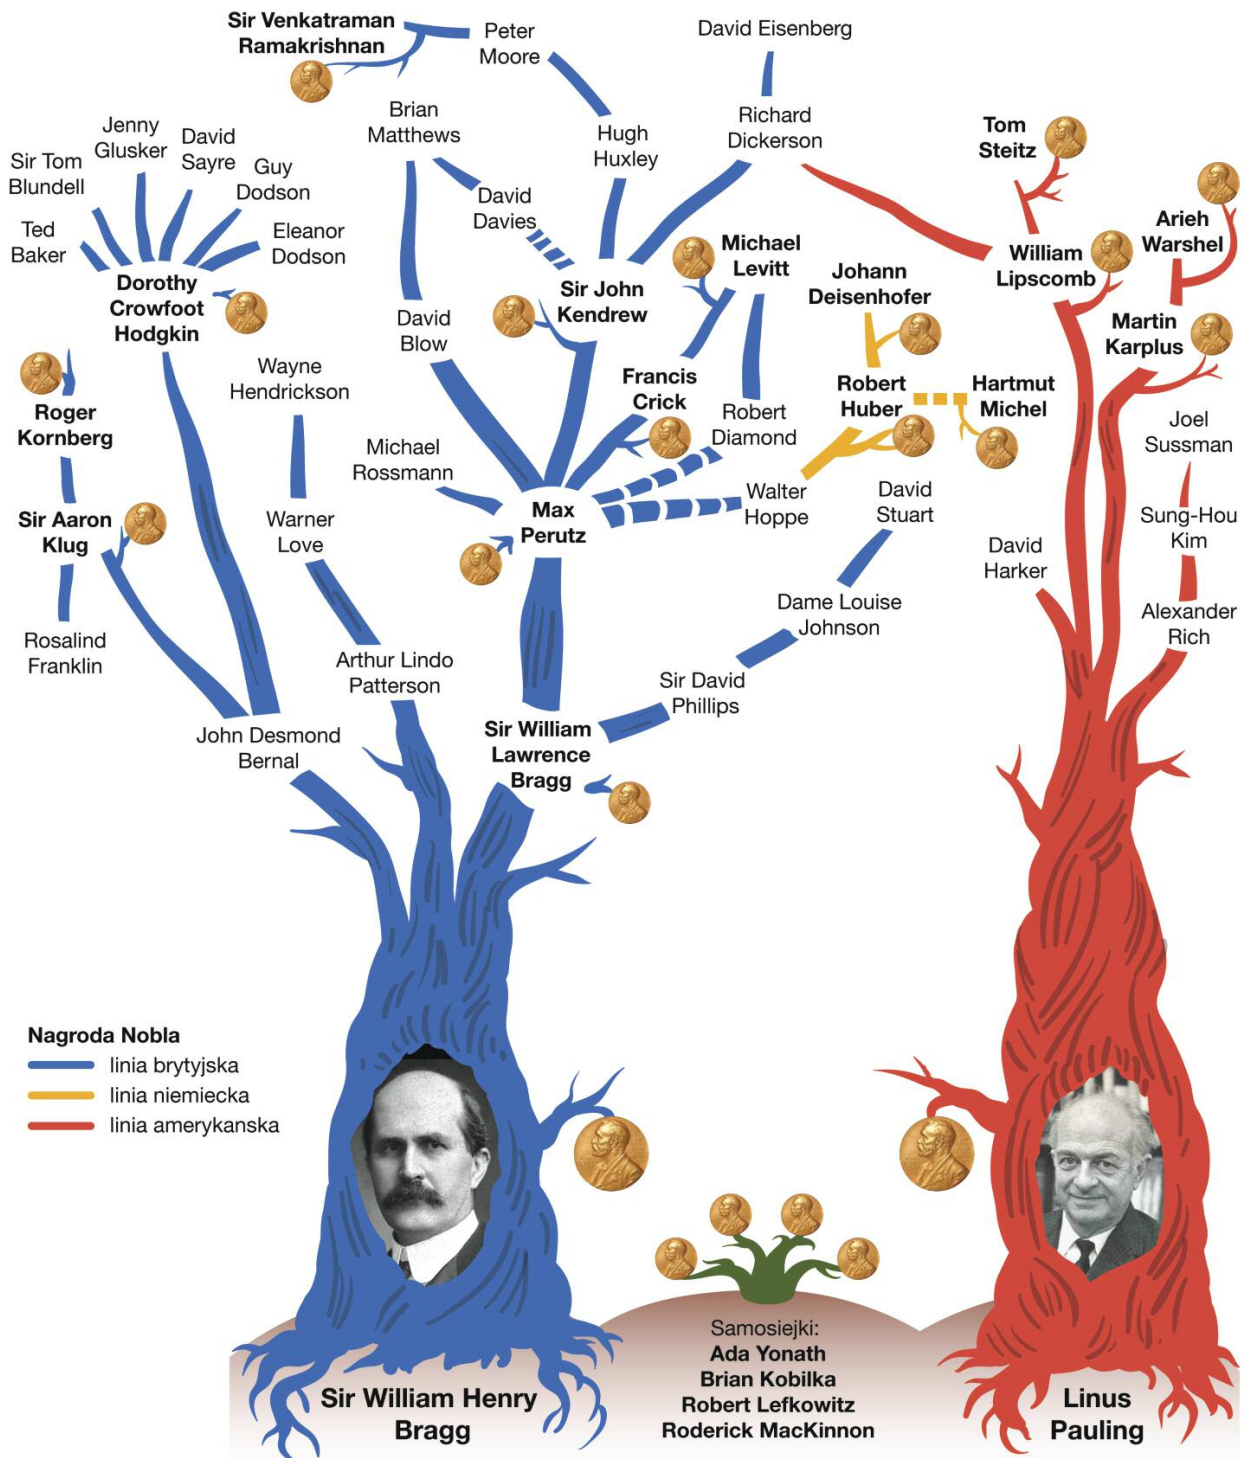 Sir Venkatraman
Ramakrishnan
Peter
Moore
David Eisenberg
Brian
Matthews
Hugh
Huxley
Richard
Dickerson
Tom
Steitz
Jenny
Glusker
David
Sayre
Sir Tom
Blundell
Guy
Dodson
Ted
Baker
Eleanor
Dodson
David
Davies
Arieh
Warshel
Michael
Levitt
William
Lipscomb
Johann
Deisenhofer
Dorothy
Crowfoot
Hodgkin
Sir John
Kendrew
David
Blow
Martin
Karplus
Wayne
Hendrickson
Francis
Crick
Robert
Huber
Hartmut
Michel
Roger
Kornberg
Robert
Diamond
Joel
Sussman
Michael
Rossmann
Walter
Hoppe
David
Stuart
Sir Aaron
Klug
Warner
Love
Max
Perutz
Sung-Hou
Kim
David
Harker
Dame Louise
Johnson
Alexander
Rich
Rosalind
Franklin
Arthur Lindo
Patterson
Sir David
Phillips
John Desmond
Bernal
Sir William
Lawrence
Bragg
Nagroda Nobla
linia brytyjska
linia niemiecka
linia amerykanska
Samosiejki:
Ada Yonath
Brian Kobilka
Robert Lefkowitz
Roderick MacKinnon
Sir William Henry
Bragg
Linus
Pauling